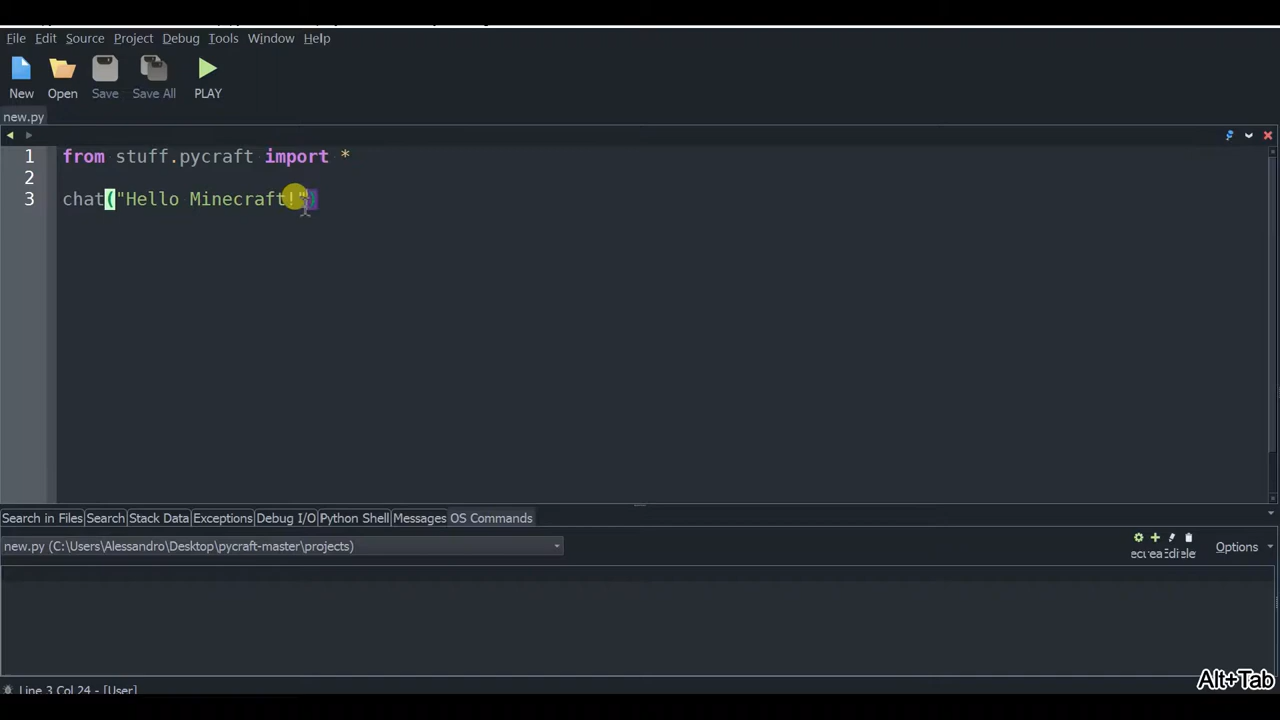 File Edit Source Project Debug Tools Window Help
New Open Save Save All PLAY
new.py
1 from stuff.pycraft import *
2
3 chat("Hello Minecraft!")
Search in Files Search Stack Data Exceptions Debug I/O Python Shell Messages OS Commands
new.py (C:\Users\Alessandro\Desktop\pycraft-master\projects)
Options
Line 3 Col 24 - [User]
Alt+Tab